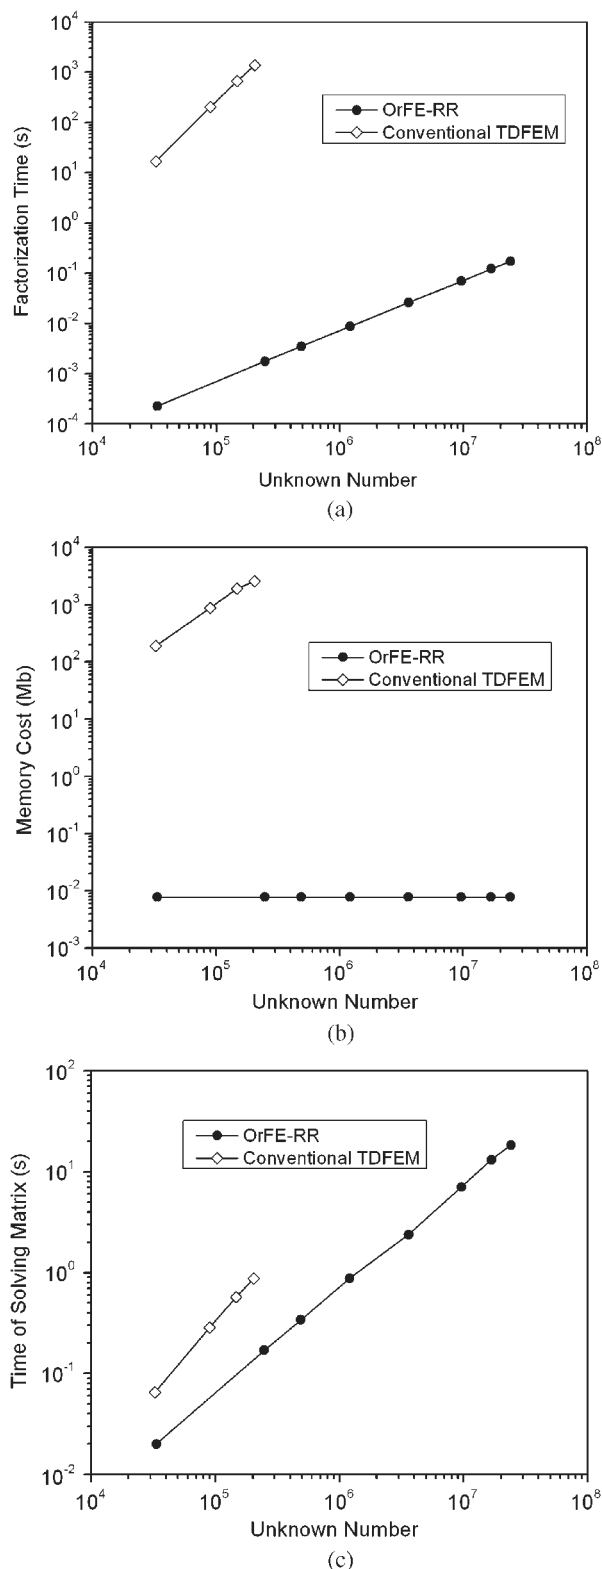 10^4
10^3
10^2
10^1
10^0
10^-1
10^-2
10^-3
10^-4
Factorization Time (s)
OrFE-RR
Conventional TDFEM
10^4 10^5 10^6 10^7 10^8
Unknown Number
(a)
10^4
10^3
10^2
10^1
10^0
10^-1
10^-2
10^-3
Memory Cost (Mb)
OrFE-RR
Conventional TDFEM
10^4 10^5 10^6 10^7 10^8
Unknown Number
(b)
10^2
10^1
10^0
10^-1
10^-2
Time of Solving Matrix (s)
OrFE-RR
Conventional TDFEM
10^4 10^5 10^6 10^7 10^8
Unknown Number
(c)